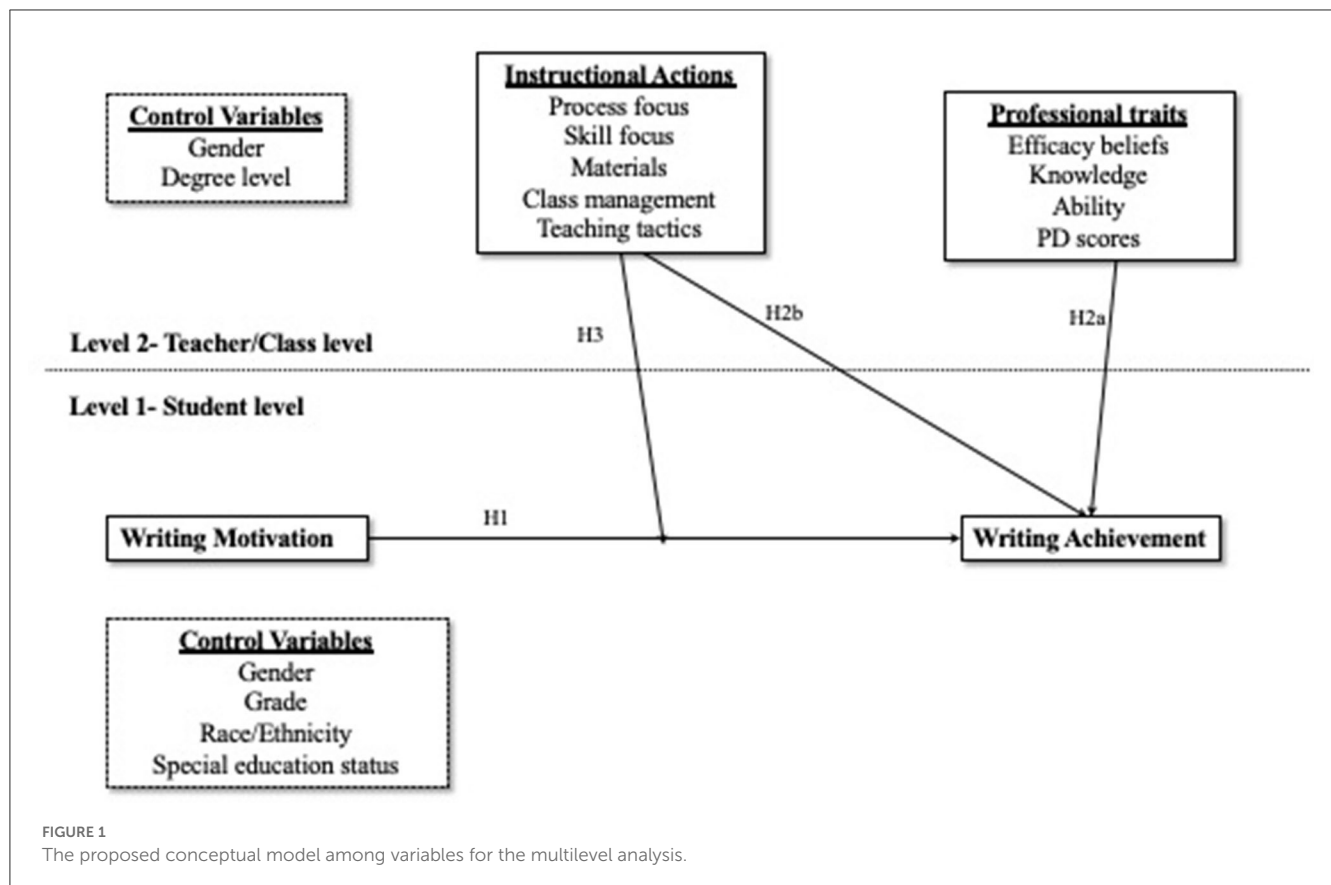 Control Variables
Gender
Degree level
Instructional Actions
Process focus
Skill focus
Materials
Class management
Teaching tactics
Professional traits
Efficacy beliefs
Knowledge
Ability
PD scores
H3
H2b
H2a
Level 2- Teacher/Class level
Level 1- Student level
H1
Writing Motivation
Writing Achievement
Control Variables
Gender
Grade
Race/Ethnicity
Special education status
FIGURE 1
The proposed conceptual model among variables for the multilevel analysis.